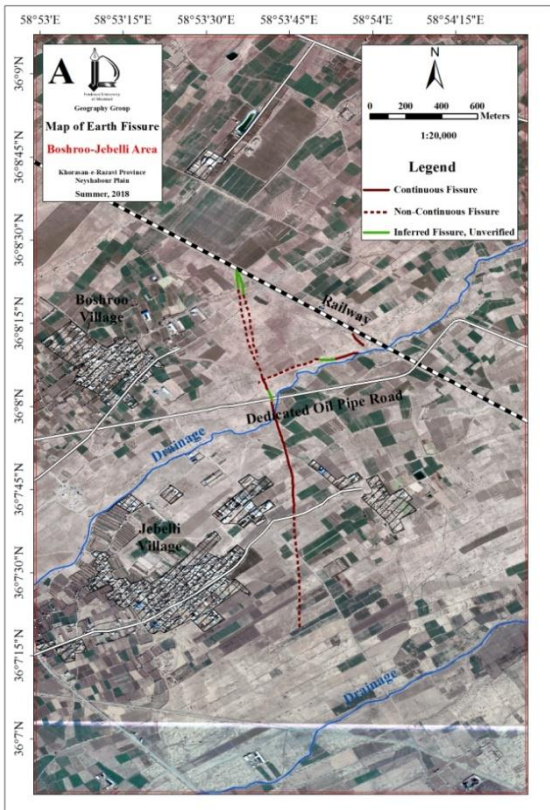 58°53'E 58°53'15"E 58°53'30"E 58°53'45"E 58°54'E 58°54'15"E
36°9'N
36°8'45"N
36°8'30"N
36°8'15"N
36°8'N
36°7'45"N
36°7'30"N
36°7'15"N
36°7'N
A
Geography Group
Map of Earth Fissure
Boshroo-Jebelli Area
Khorasan-e-Razavi Province
Neyshabour Plain
Summer, 2018
N
0 200 400 600
Meters
1:20,000
Legend
Continuous Fissure
Non-Continuous Fissure
Inferred Fissure, Unverified
Boshroo
Village
Railway
Dedicated Oil Pipe Road
Drainage
Jebelli
Village
Drainage